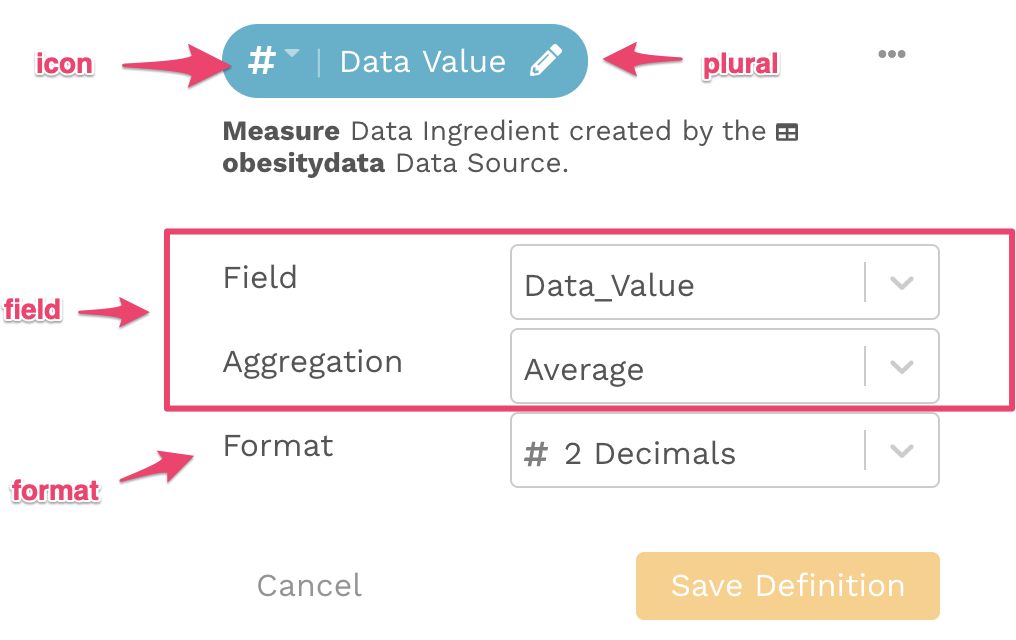 icon
# | Data Value
plural
Measure Data Ingredient created by the
obesitydata Data Source.
field
Field
Data_Value
Aggregation
Average
format
Format
# 2 Decimals
Cancel
Save Definition